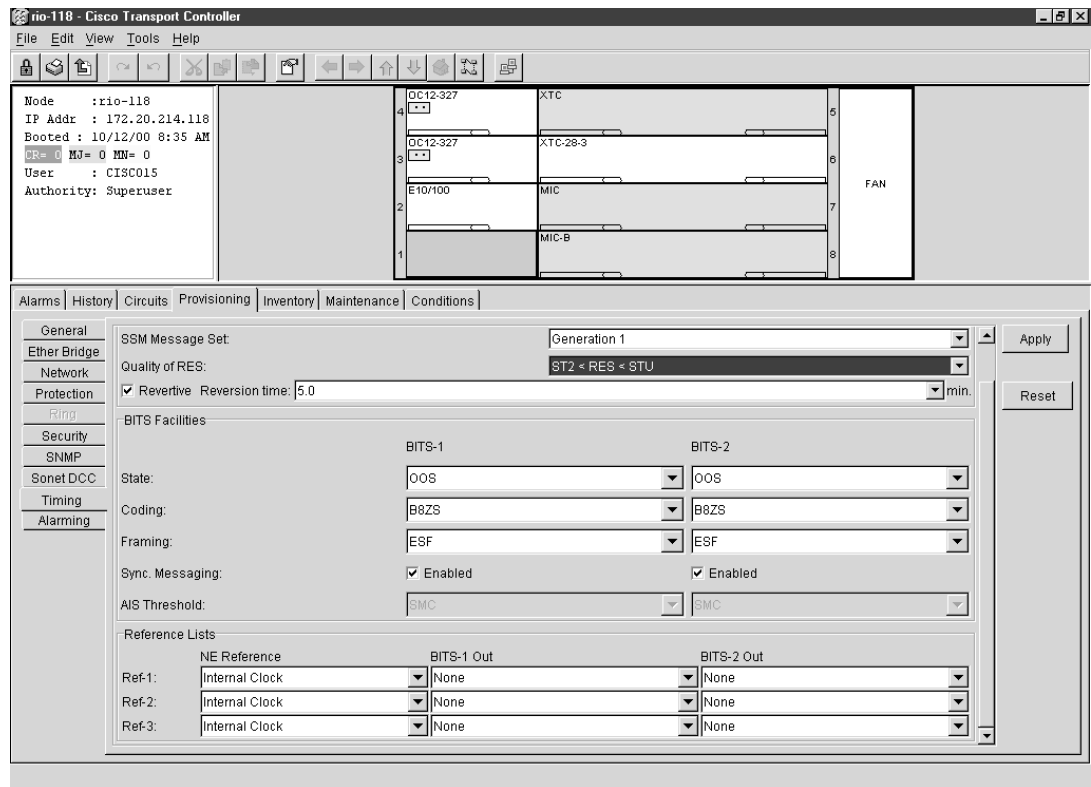 rio-118 - Cisco Transport Controller
File Edit View Tools Help
Node :rio-118
IP Addr : 172.20.214.118
Booted : 10/12/00 8:35 AM
CR= 0 MJ= 0 MN= 0
User : CISCO15
Authority: Superuser
4 OC12-327 XTC 5
3 OC12-327 XTC-28-3 6
2 E10/100 MIC 7
1 MIC-B 8
FAN
Alarms History Circuits Provisioning Inventory Maintenance Conditions
General
Ether Bridge
Network
Protection
Ring
Security
SNMP
Sonet DCC
Timing
Alarming
SSM Message Set: Generation 1
Quality of RES: ST2 < RES < STU
Revertive Reversion time: 5.0 min.
Apply
Reset
BITS Facilities
BITS-1 BITS-2
State: OOS OOS
Coding: B8ZS B8ZS
Framing: ESF ESF
Sync. Messaging: Enabled Enabled
AIS Threshold: SMC SMC
Reference Lists
NE Reference BITS-1 Out BITS-2 Out
Ref-1: Internal Clock None None
Ref-2: Internal Clock None None
Ref-3: Internal Clock None None